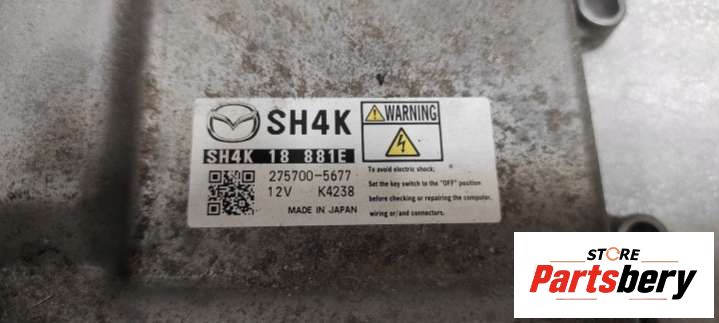 SH4K
SH4K 18 881E
275700-5677
12V K4238
MADE IN JAPAN
WARNING
To avoid electric shock;
Set the key switch to the "OFF" position
before checking or repairing the computer,
wiring or/and connectors.
STORE
Partsbery